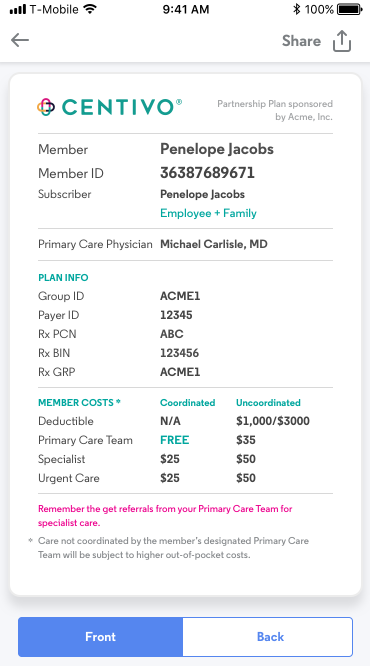 T-Mobile 9:41 AM 100%
Share
CENTIVO® Partnership Plan sponsored
by Acme, Inc.
Member Penelope Jacobs
Member ID 36387689671
Subscriber Penelope Jacobs
Employee + Family
Primary Care Physician Michael Carlisle, MD
PLAN INFO
Group ID ACME1
Payer ID 12345
Rx PCN ABC
Rx BIN 123456
Rx GRP ACME1
MEMBER COSTS * Coordinated Uncoordinated
Deductible N/A $1,000/$3000
Primary Care Team FREE $35
Specialist $25 $50
Urgent Care $25 $50
Remember the get referrals from your Primary Care Team for
specialist care.
* Care not coordinated by the member's designated Primary Care
Team will be subject to higher out-of-pocket costs.
Front Back